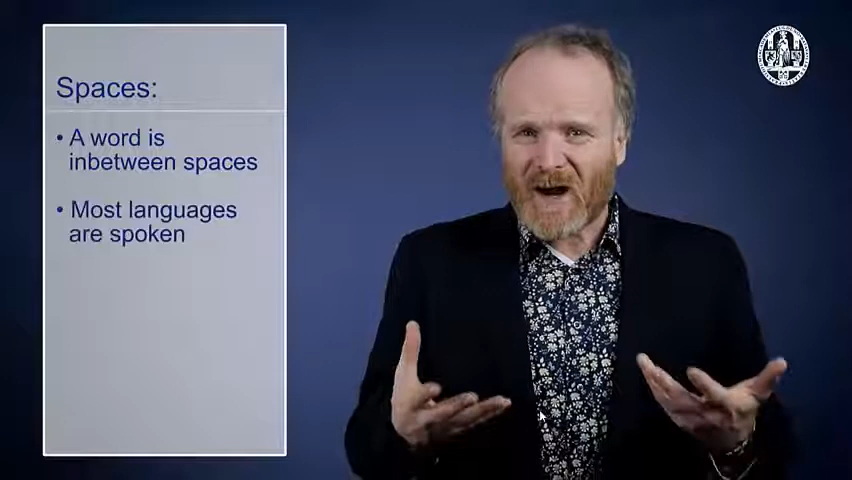 Spaces:
• A word is
inbetween spaces
• Most languages
are spoken